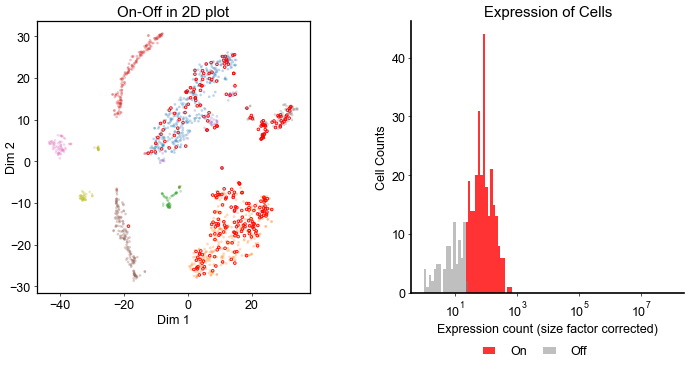 On-Off in 2D plot
30
20
10
0
−10
−20
−30
Dim 2
−40
−20
0
20
Dim 1
Expression of Cells
40
30
20
10
0
Cell Counts
10^1
10^3
10^5
10^7
Expression count (size factor corrected)
On Off